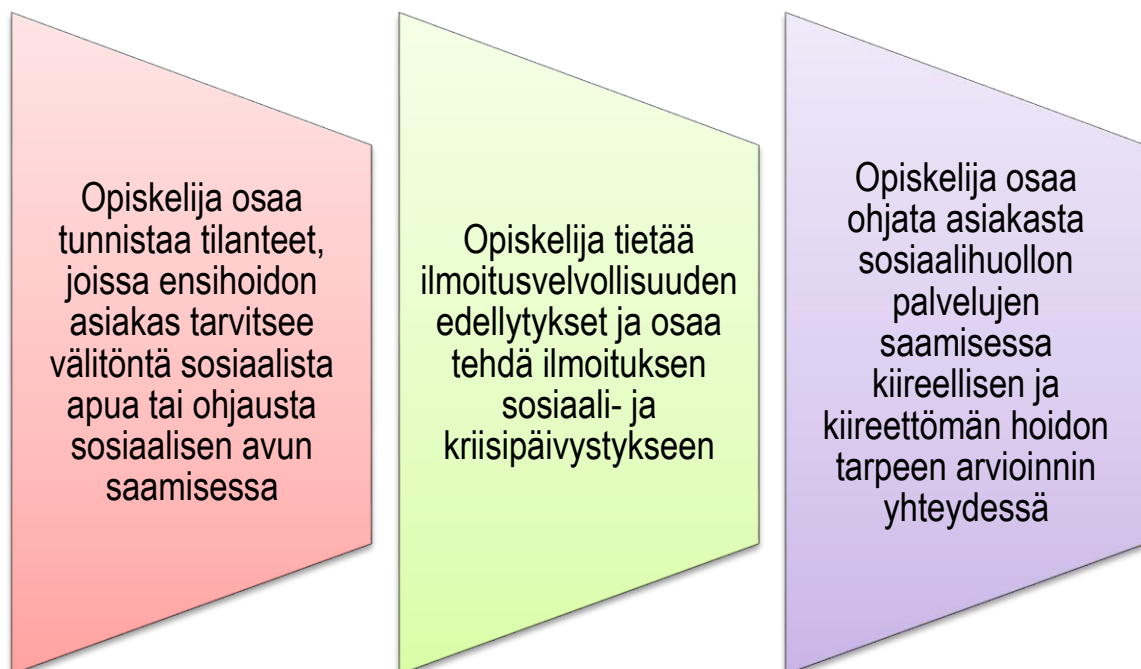 Opiskelija osaa
tunnistaa tilanteet,
joissa ensihoidon
asiakas tarvitsee
välitöntä sosiaalista
apua tai ohjausta
sosiaalisen avun
saamisessa
Opiskelija tietää
ilmoitusvelvollisuuden
edellytykset ja osaa
tehdä ilmoituksen
sosiaali- ja
kriisipäivystykseen
Opiskelija osaa
ohjata asiakasta
sosiaalihuollon
palvelujen
saamisessa
kiireellisen ja
kiireettömän hoidon
tarpeen arvioinnin
yhteydessä